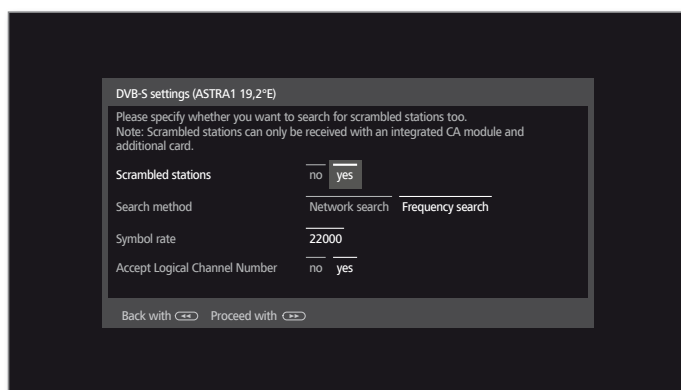 DVB-S settings (ASTRA1 19,2°E)
Please specify whether you want to search for scrambled stations too.
Note: Scrambled stations can only be received with an integrated CA module and
additional card.
Scrambled stations no yes
Search method Network search Frequency search
Symbol rate 22000
Accept Logical Channel Number no yes
Back with ◄◄ Proceed with ►►